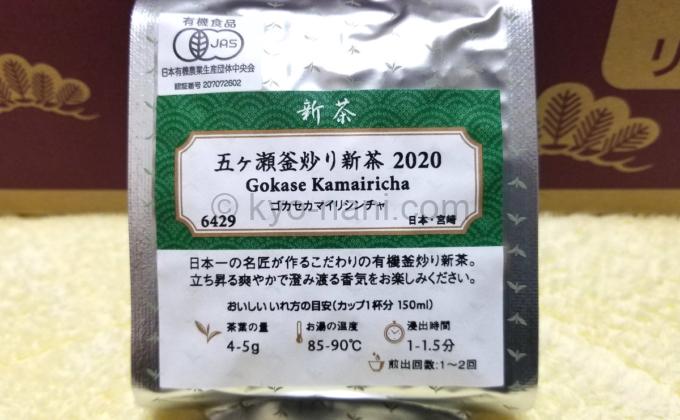 有機食品
JAS
日本有機農業生産団体中央会
認証番号 207072602
新茶
五ヶ瀬釜炒り新茶 2020
Gokase Kamairicha
ゴカセカマイリシンチャ
6429
日本・宮崎
© kyo-nani.com
日本一の名匠が作るこだわりの有機釜炒り新茶。
立ち昇る爽やかで澄み渡る香気をお楽しみください。
おいしいいれ方の目安(カップ1杯分 150ml)
茶葉の量
4-5g
お湯の温度
85-90℃
浸出時間
1-1.5分
煎出回数:1~2回
リ